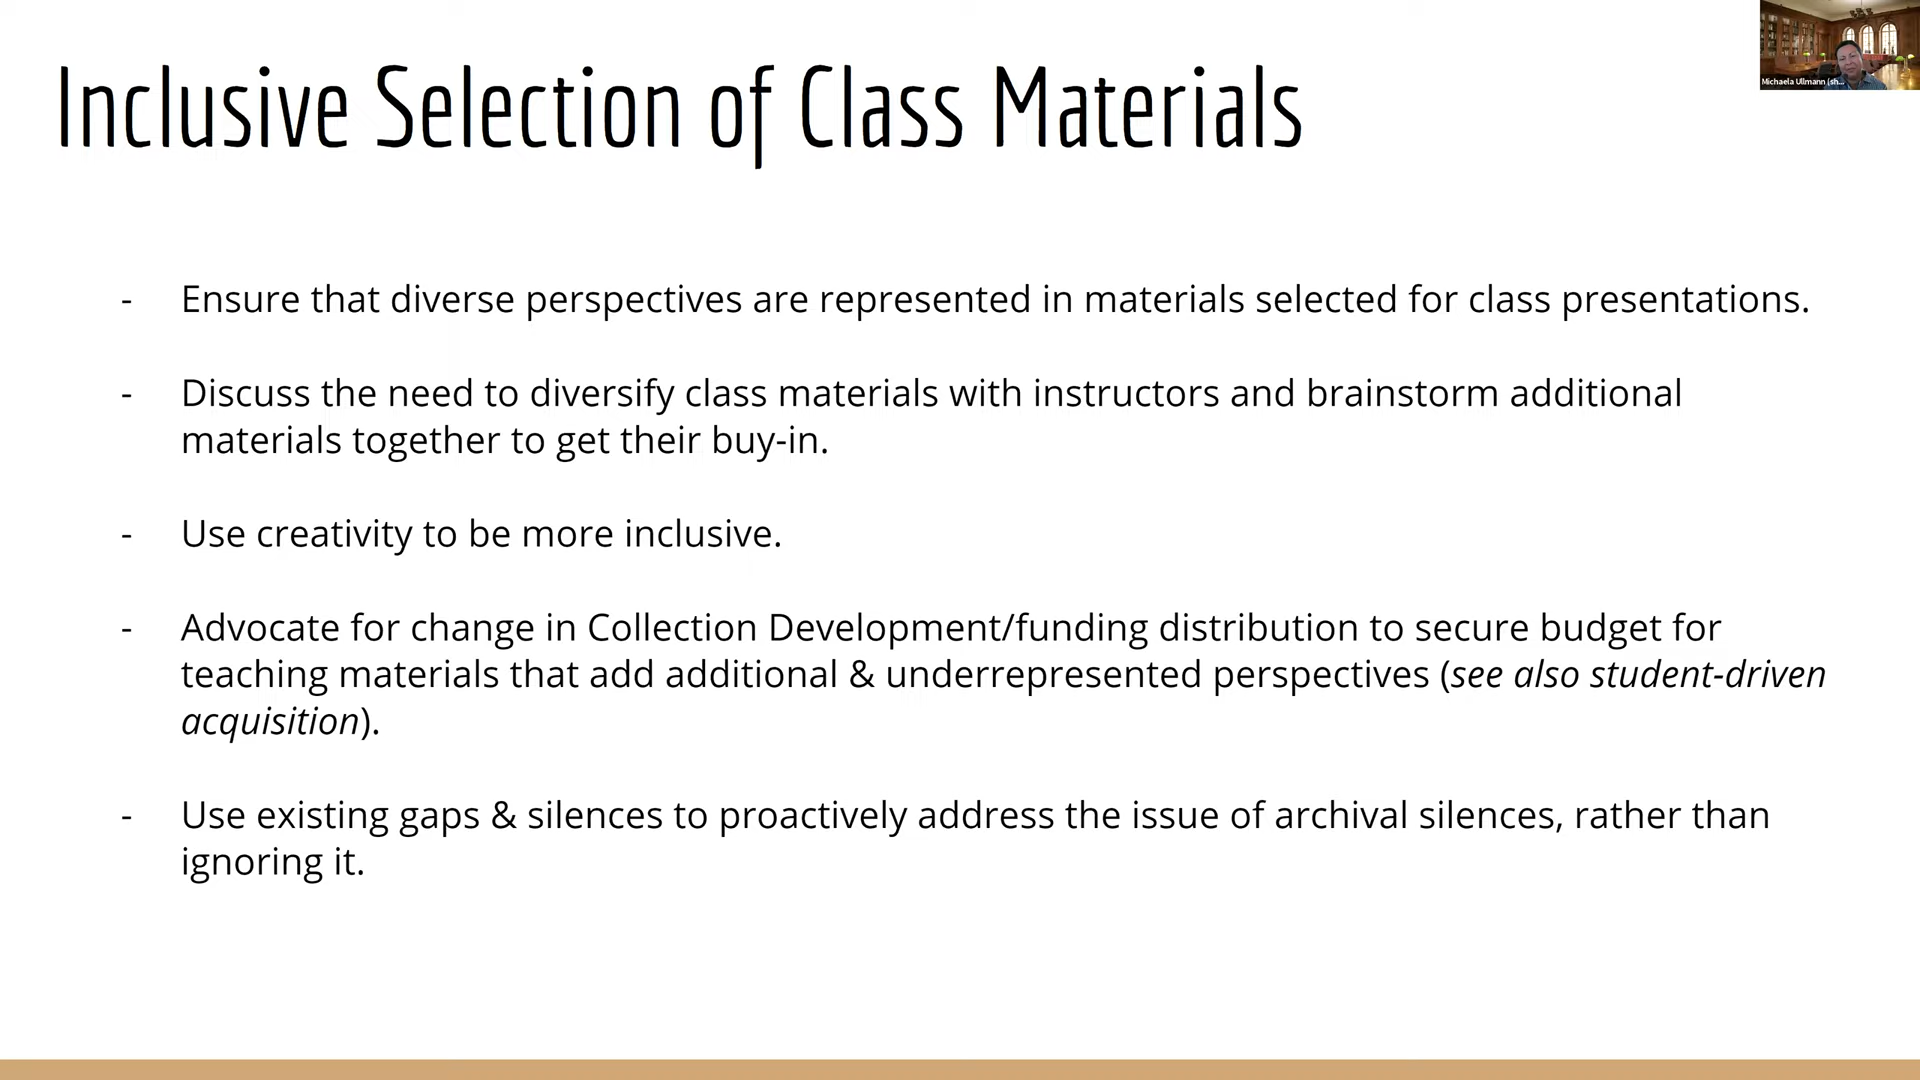 Inclusive Selection of Class Materials
Michaela Ullmann (sh...
- Ensure that diverse perspectives are represented in materials selected for class presentations.
- Discuss the need to diversify class materials with instructors and brainstorm additional
materials together to get their buy-in.
- Use creativity to be more inclusive.
- Advocate for change in Collection Development/funding distribution to secure budget for
teaching materials that add additional & underrepresented perspectives (see also student-driven
acquisition).
- Use existing gaps & silences to proactively address the issue of archival silences, rather than
ignoring it.